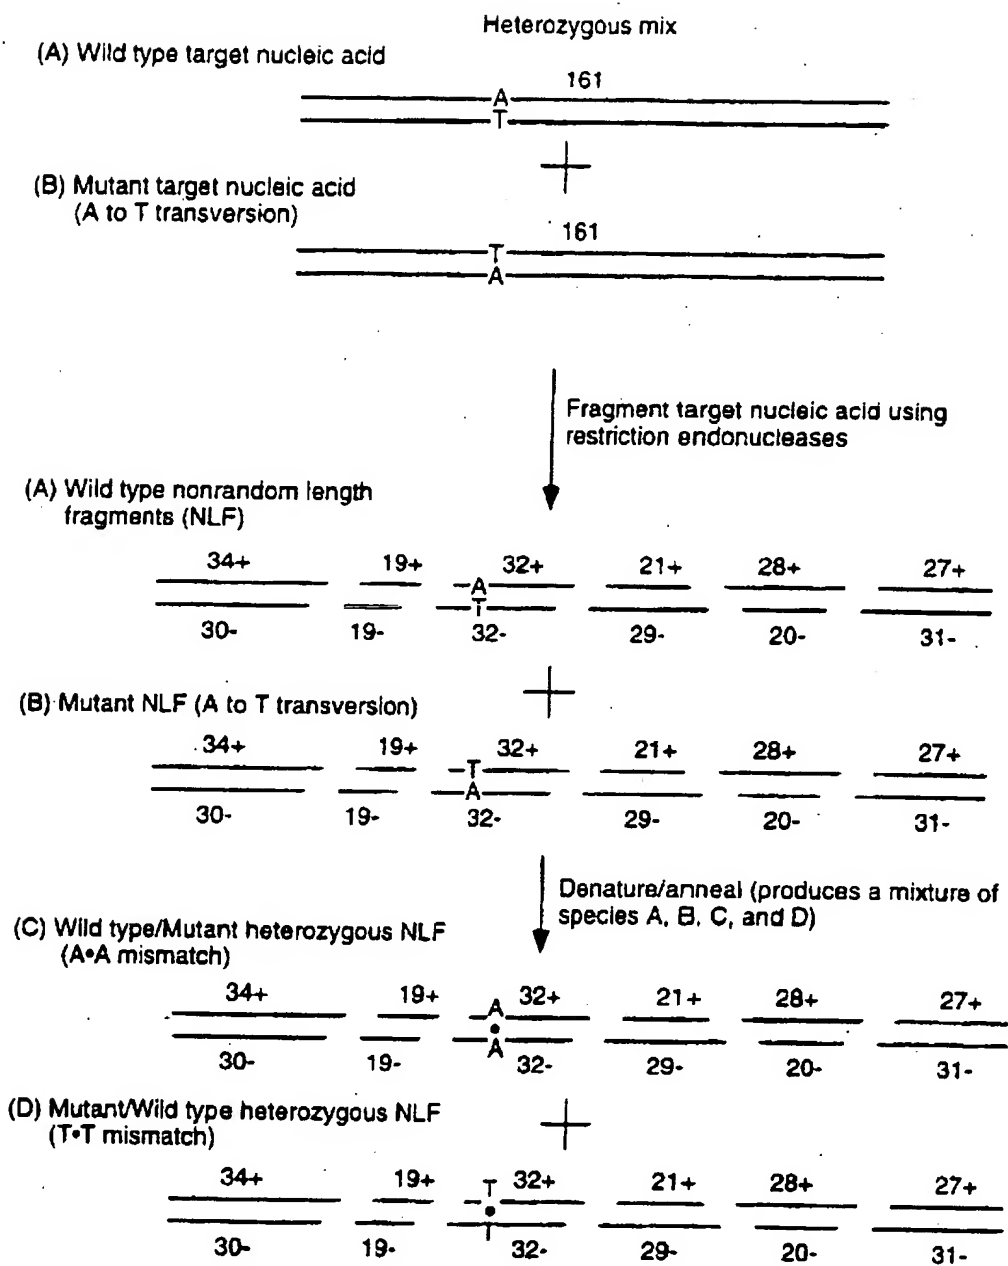 Heterozygous mix
(A) Wild type target nucleic acid
161
A
T
(B) Mutant target nucleic acid
(A to T transversion)
161
T
A
Fragment target nucleic acid using
restriction endonucleases
(A) Wild type nonrandom length
fragments (NLF)
34+ 19+ 32+ 21+ 28+ 27+
A
T
30- 19- 32- 29- 20- 31-
(B) Mutant NLF (A to T transversion)
34+ 19+ 32+ 21+ 28+ 27+
T
A
30- 19- 32- 29- 20- 31-
Denature/anneal (produces a mixture of
species A, B, C, and D)
(C) Wild type/Mutant heterozygous NLF
(A•A mismatch)
34+ 19+ 32+ 21+ 28+ 27+
A
A
30- 19- 32- 29- 20- 31-
(D) Mutant/Wild type heterozygous NLF
(T•T mismatch)
34+ 19+ 32+ 21+ 28+ 27+
T
T
30- 19- 32- 29- 20- 31-